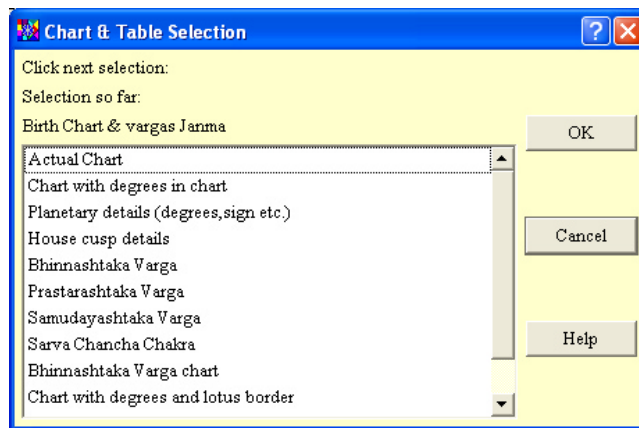 Chart & Table Selection
Click next selection:
Selection so far:
Birth Chart & vargas Janma
OK
Actual Chart
Chart with degrees in chart
Planetary details (degrees,sign etc.)
House cusp details
Cancel
Bhinnashtaka Varga
Prastarashtaka Varga
Samudayashtaka Varga
Sarva Chancha Chakra
Help
Bhinnashtaka Varga chart
Chart with degrees and lotus border